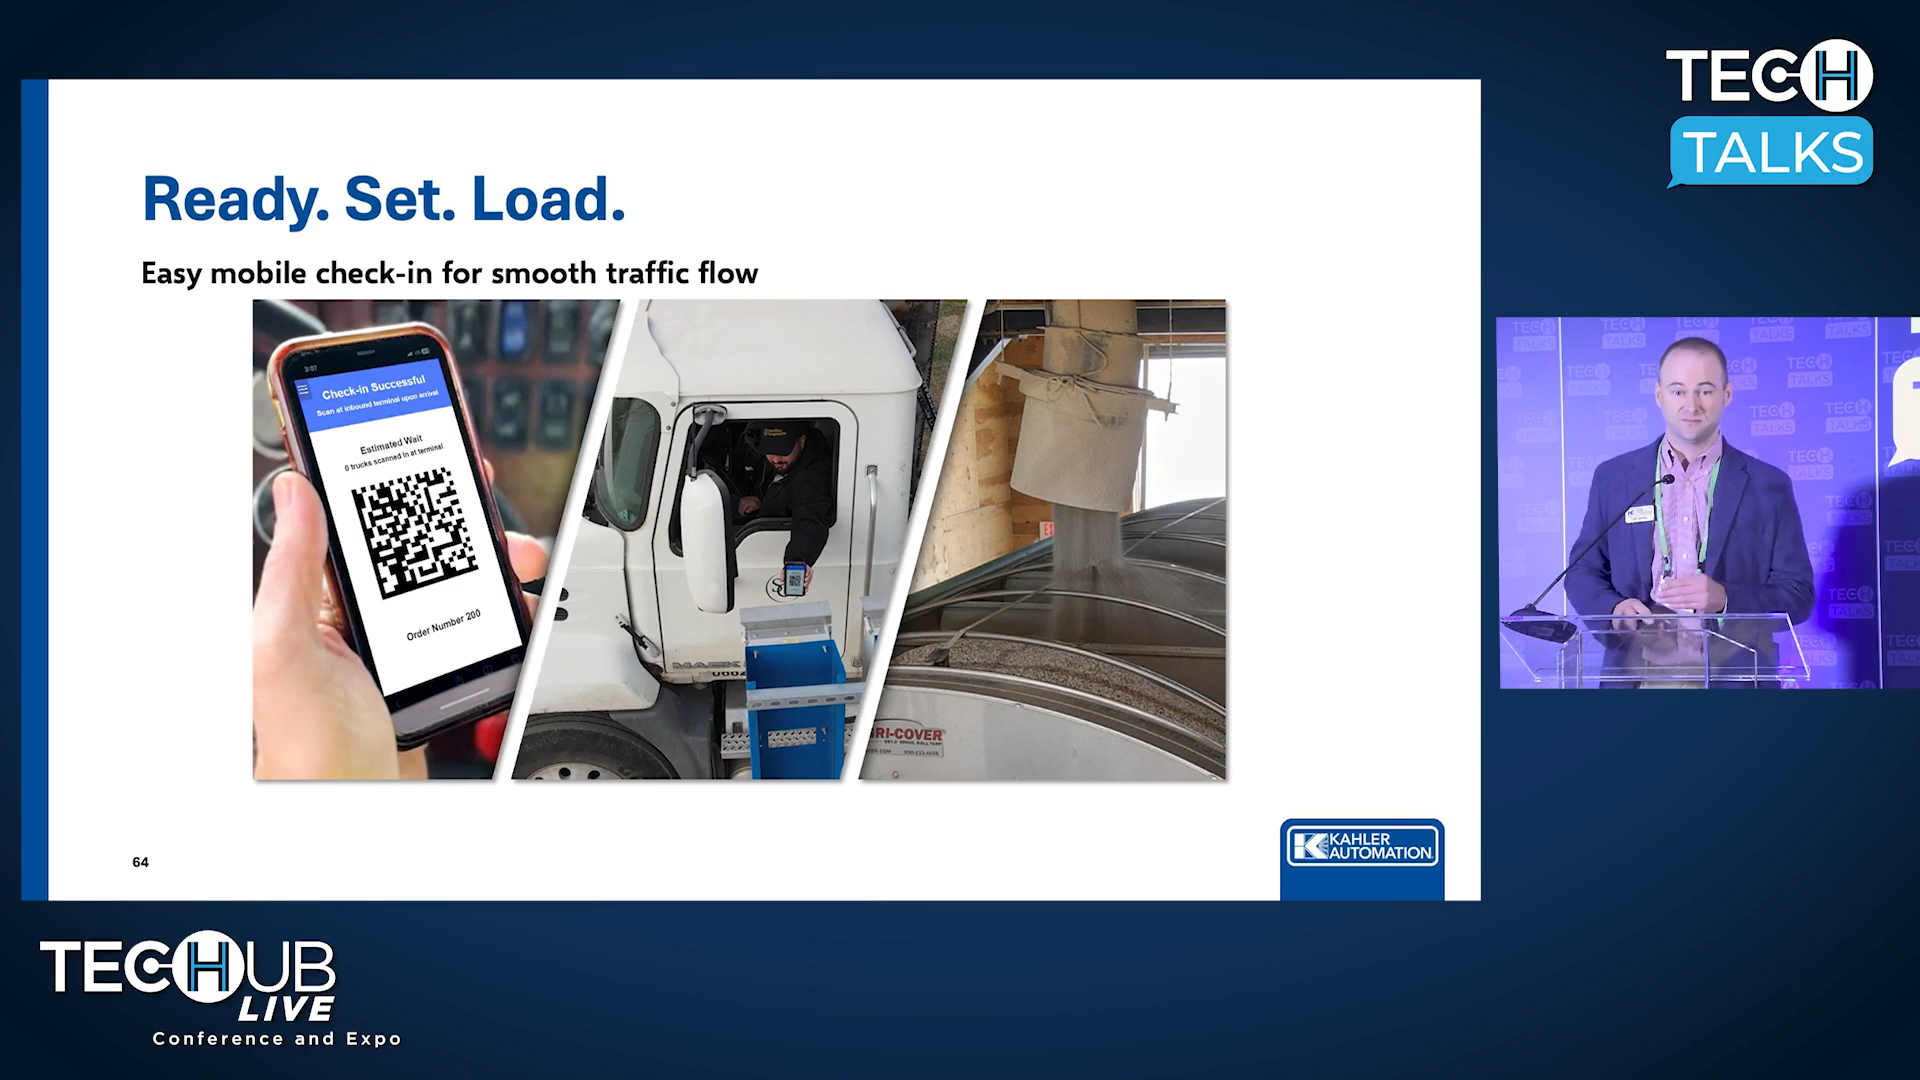 TECH
TALKS
Ready. Set. Load.
Easy mobile check-in for smooth traffic flow
3:07
Check-in Successful
Scan at inbound terminal upon arrival
Estimated Wait
0 trucks scanned in at terminal
Order Number 200
MACK
RI-COVER
64
KAHLER
AUTOMATION
TECHUB
LIVE
Conference and Expo